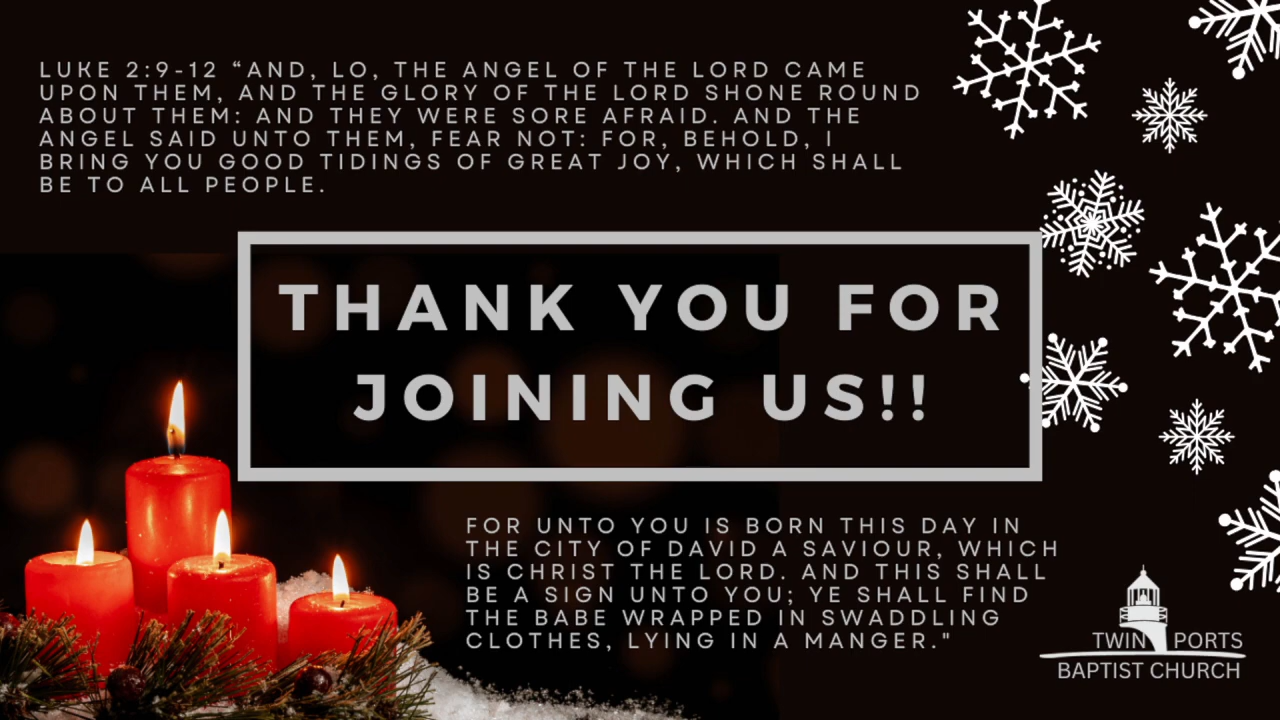 LUKE 2:9-12 “AND, LO, THE ANGEL OF THE LORD CAME
UPON THEM, AND THE GLORY OF THE LORD SHONE ROUND
ABOUT THEM: AND THEY WERE SORE AFRAID. AND THE
ANGEL SAID UNTO THEM, FEAR NOT: FOR, BEHOLD, I
BRING YOU GOOD TIDINGS OF GREAT JOY, WHICH SHALL
BE TO ALL PEOPLE.
THANK YOU FOR
JOINING US!!
FOR UNTO YOU IS BORN THIS DAY IN
THE CITY OF DAVID A SAVIOUR, WHICH
IS CHRIST THE LORD. AND THIS SHALL
BE A SIGN UNTO YOU; YE SHALL FIND
THE BABE WRAPPED IN SWADDLING
CLOTHES, LYING IN A MANGER."
TWIN PORTS
BAPTIST CHURCH